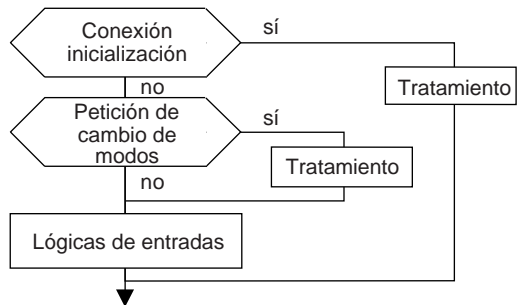 Conexión
inicialización
sí
Tratamiento
no
Petición de
cambio de
modos
sí
Tratamiento
no
Lógicas de entradas